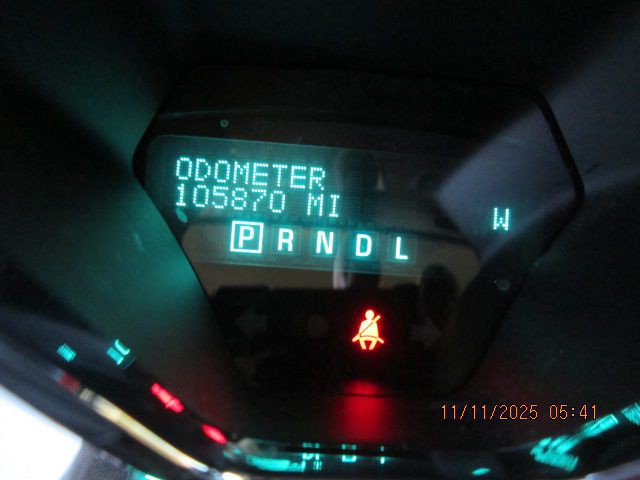 ODOMETER
105870 MI
W
P R N D L
11/11/2025 05:41